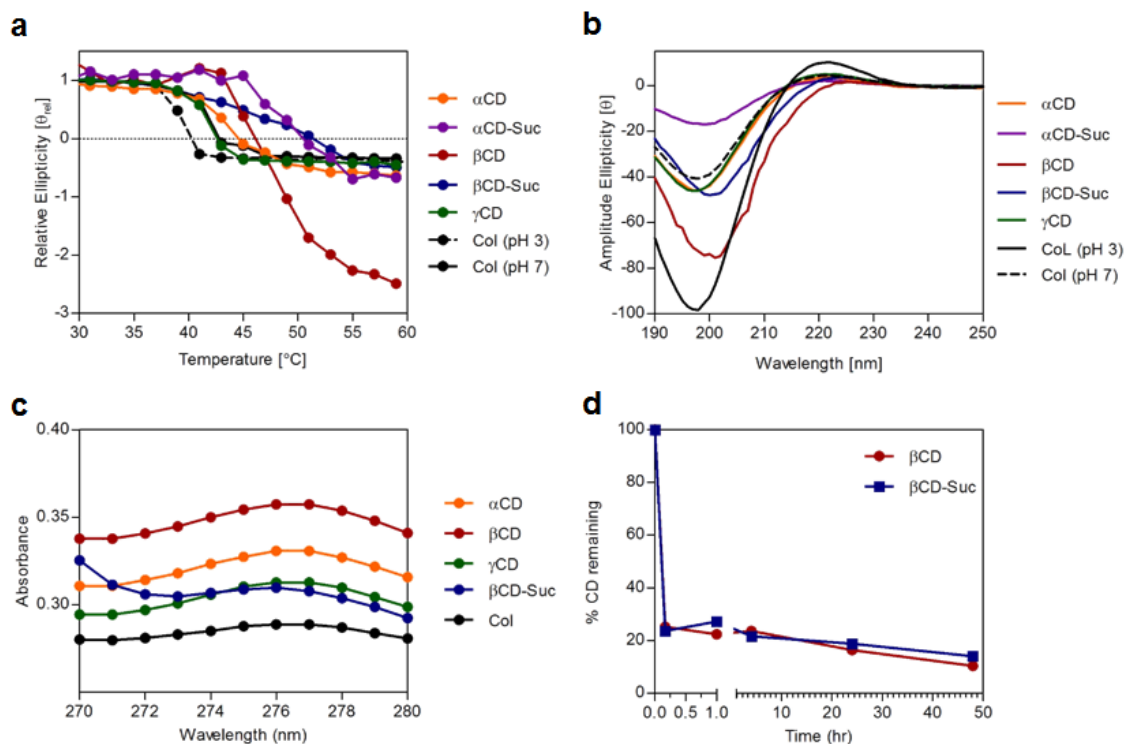 a
1
0
-1
-2
-3
30 35 40 45 50 55 60
Relative Ellipticity [θrel]
Temperature [°C]
αCD
αCD-Suc
βCD
βCD-Suc
γCD
Col (pH 3)
Col (pH 7)
b
0
-20
-40
-60
-80
-100
190 200 210 220 230 240 250
Amplitude Ellipticity [θ]
Wavelength [nm]
αCD
αCD-Suc
βCD
βCD-Suc
γCD
CoL (pH 3)
Col (pH 7)
c
0.40
0.35
0.30
270 272 274 276 278 280
Absorbance
Wavelength (nm)
αCD
βCD
γCD
βCD-Suc
Col
d
100
80
60
40
20
0
0.0 0.5 1.0 10 20 30 40 50
% CD remaining
Time (hr)
βCD
βCD-Suc